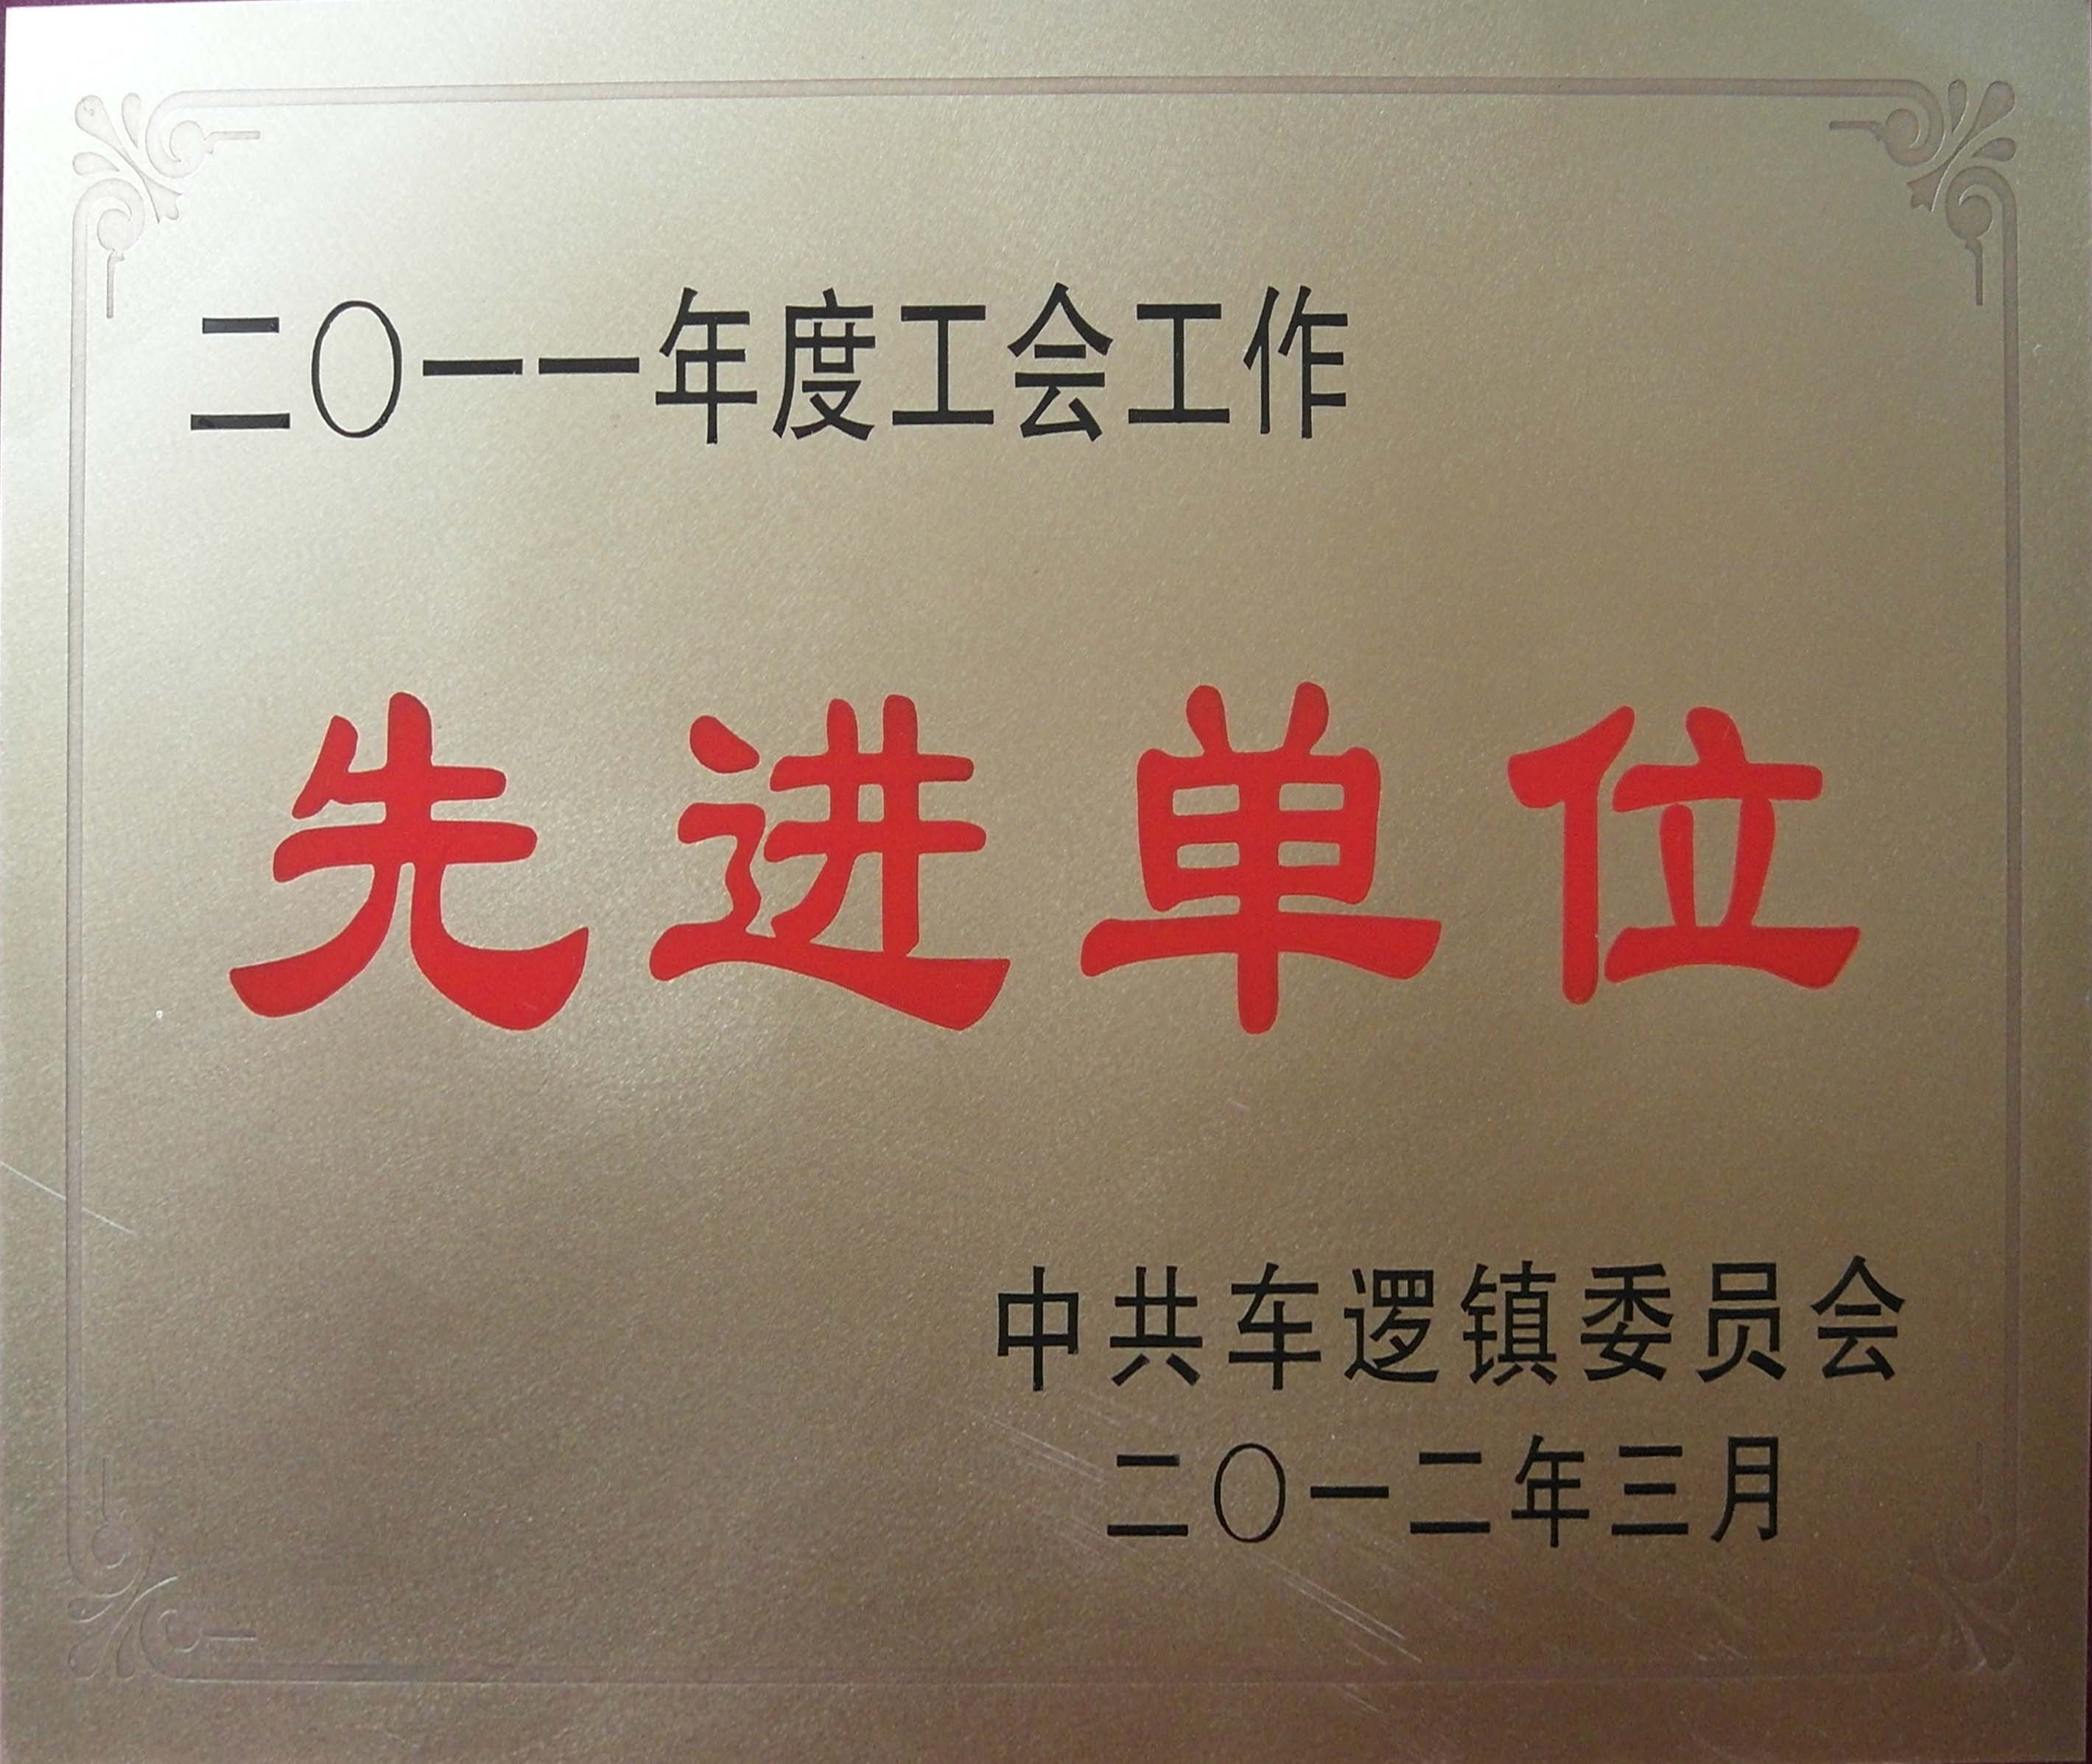 二〇一一年度工会工作
先进单位
中共车逻镇委员会
二〇一二年三月